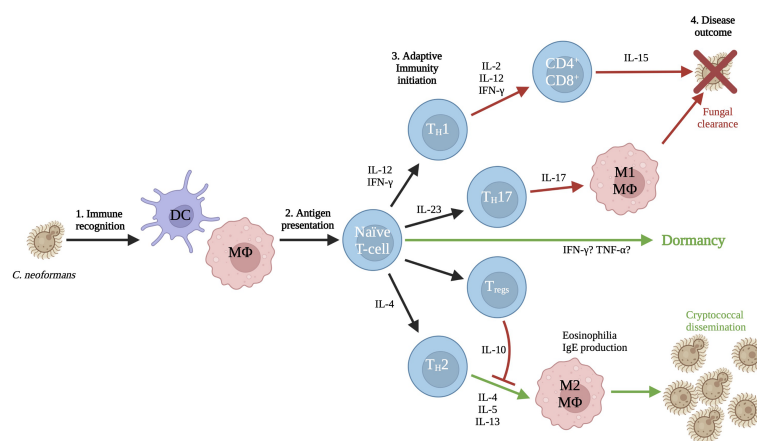 C. neoformans
1. Immune
recognition
DC
MΦ
2. Antigen
presentation
Naïve
T-cell
3. Adaptive
Immunity
initiation
IL-12
IFN-γ
TH1
IL-2
IL-12
IFN-γ
CD4+
CD8+
IL-15
4. Disease
outcome
Fungal
clearance
IL-23
TH17
IL-17
M1
MΦ
IFN-γ? TNF-α?
Dormancy
Tregs
IL-10
IL-4
TH2
IL-4
IL-5
IL-13
Eosinophilia
IgE production
M2
MΦ
Cryptococcal
dissemination